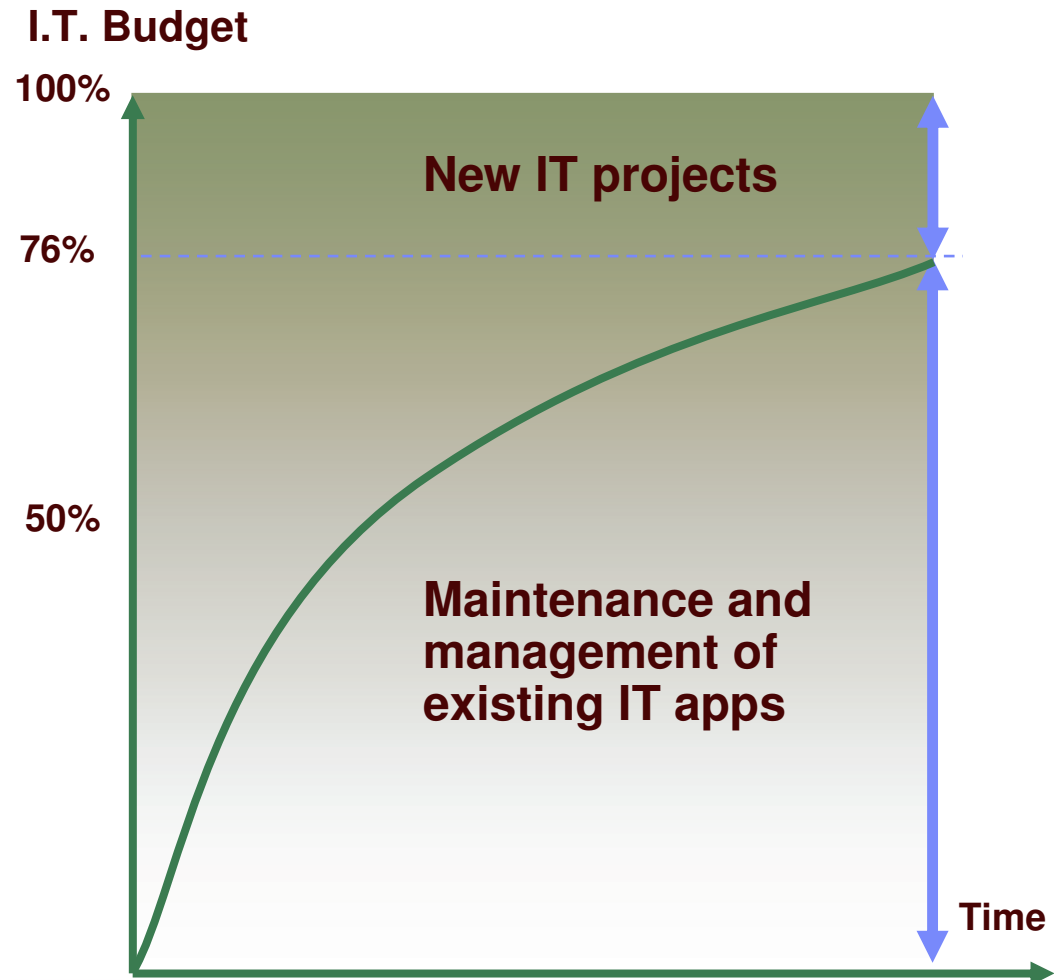 I.T. Budget
100%
New IT projects
76%
50%
Maintenance and
management of
existing IT apps
Time